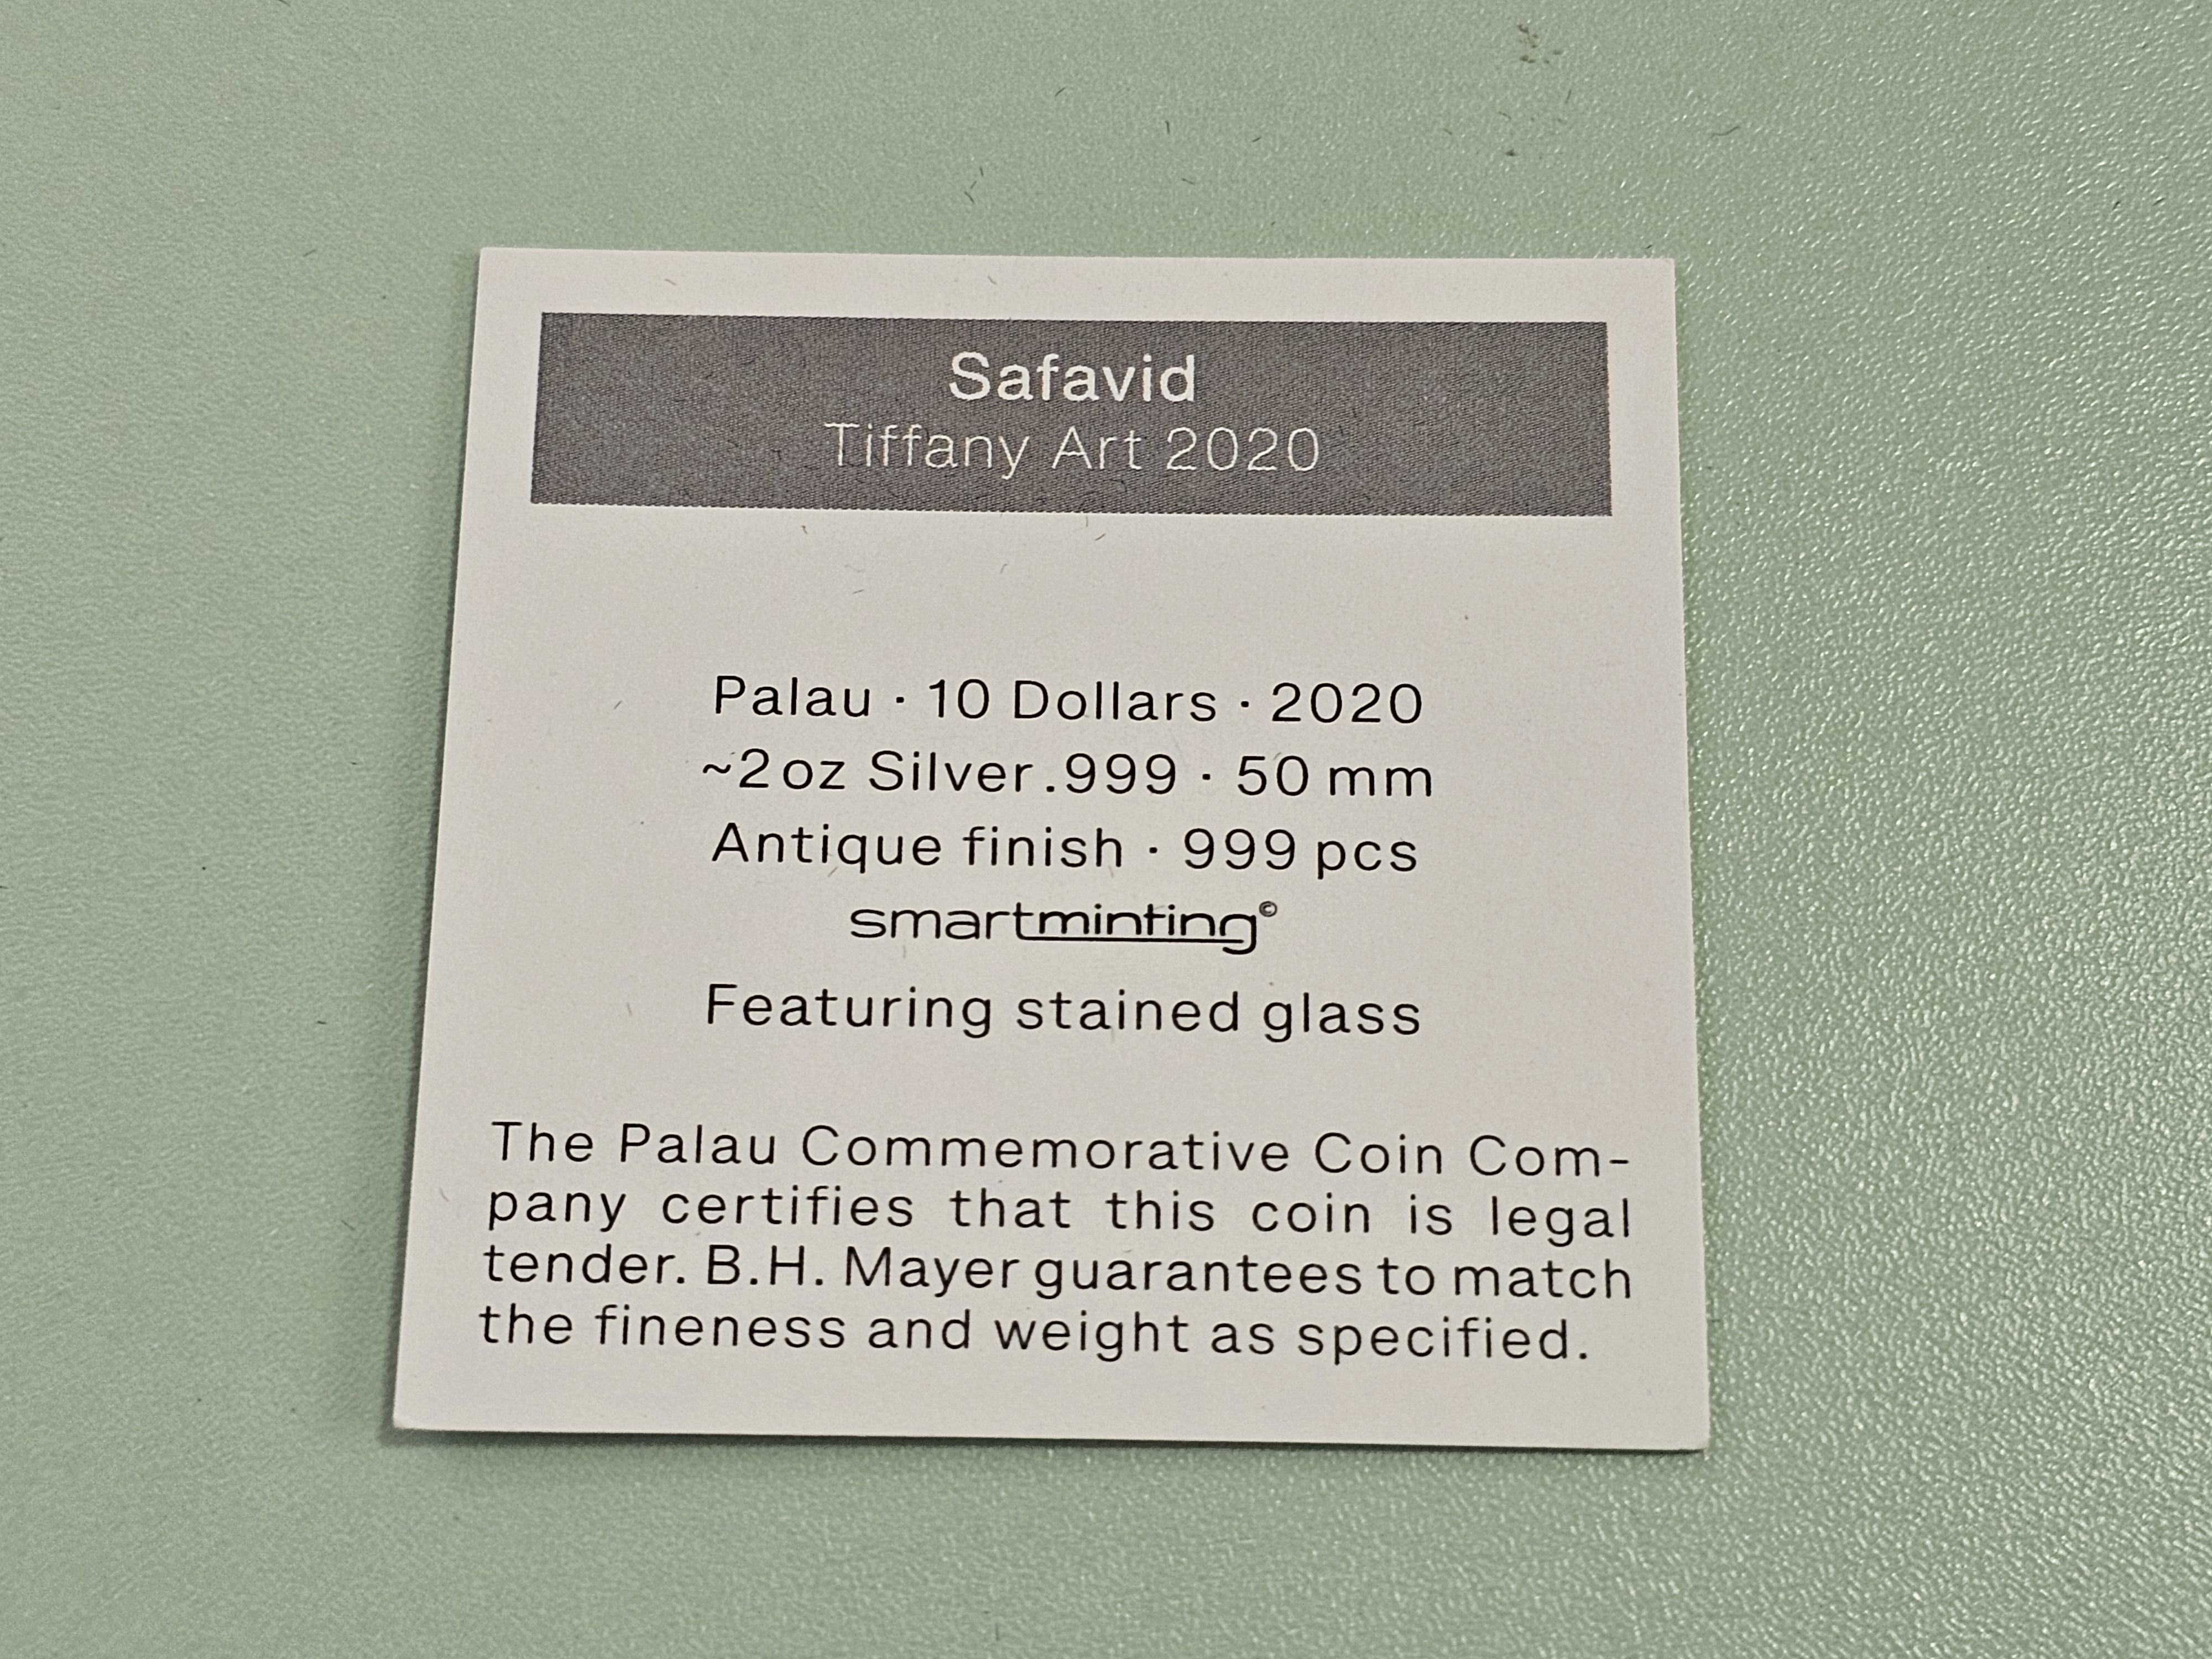 Safavid
Tiffany Art 2020
Palau · 10 Dollars · 2020
~2 oz Silver .999 · 50 mm
Antique finish · 999 pcs
smartminting©
Featuring stained glass
The Palau Commemorative Coin Com-
pany certifies that this coin is legal
tender. B.H. Mayer guarantees to match
the fineness and weight as specified.